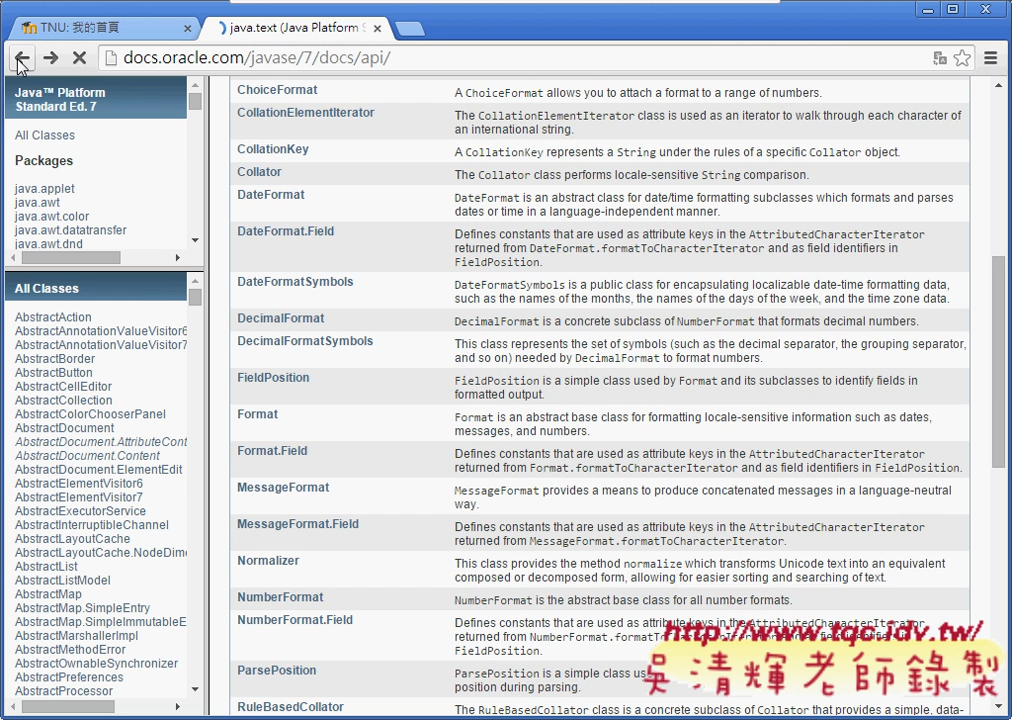 TNU: 我的首頁
java.text (Java Platform S
docs.oracle.com/javase/7/docs/api/
Java™ Platform
Standard Ed. 7
All Classes
Packages
java.applet
java.awt
java.awt.color
java.awt.datatransfer
java.awt.dnd
All Classes
AbstractAction
AbstractAnnotationValueVisitor6
AbstractAnnotationValueVisitor7
AbstractBorder
AbstractButton
AbstractCellEditor
AbstractCollection
AbstractColorChooserPanel
AbstractDocument
AbstractDocument.AttributeCont
AbstractDocument.Content
AbstractDocument.ElementEdit
AbstractElementVisitor6
AbstractElementVisitor7
AbstractExecutorService
AbstractInterruptibleChannel
AbstractLayoutCache
AbstractLayoutCache.NodeDime
AbstractList
AbstractListModel
AbstractMap
AbstractMap.SimpleEntry
AbstractMap.SimpleImmutableE
AbstractMarshallerImpl
AbstractMethodError
AbstractOwnableSynchronizer
AbstractPreferences
AbstractProcessor
ChoiceFormat
A ChoiceFormat allows you to attach a format to a range of numbers.
CollationElementIterator
The CollationElementIterator class is used as an iterator to walk through each character of
an international string.
CollationKey
A CollationKey represents a String under the rules of a specific Collator object.
Collator
The Collator class performs locale-sensitive String comparison.
DateFormat
DateFormat is an abstract class for date/time formatting subclasses which formats and parses
dates or time in a language-independent manner.
DateFormat.Field
Defines constants that are used as attribute keys in the AttributedCharacterIterator
returned from DateFormat.formatToCharacterIterator and as field identifiers in
FieldPosition.
DateFormatSymbols
DateFormatSymbols is a public class for encapsulating localizable date-time formatting data,
such as the names of the months, the names of the days of the week, and the time zone data.
DecimalFormat
DecimalFormat is a concrete subclass of NumberFormat that formats decimal numbers.
DecimalFormatSymbols
This class represents the set of symbols (such as the decimal separator, the grouping separator,
and so on) needed by DecimalFormat to format numbers.
FieldPosition
FieldPosition is a simple class used by Format and its subclasses to identify fields in
formatted output.
Format
Format is an abstract base class for formatting locale-sensitive information such as dates,
messages, and numbers.
Format.Field
Defines constants that are used as attribute keys in the AttributedCharacterIterator
returned from Format.formatToCharacterIterator and as field identifiers in FieldPosition.
MessageFormat
MessageFormat provides a means to produce concatenated messages in a language-neutral
way.
MessageFormat.Field
Defines constants that are used as attribute keys in the AttributedCharacterIterator
returned from MessageFormat.formatToCharacterIterator.
Normalizer
This class provides the method normalize which transforms Unicode text into an equivalent
composed or decomposed form, allowing for easier sorting and searching of text.
NumberFormat
NumberFormat is the abstract base class for all number formats.
NumberFormat.Field
Defines constants that are used as attribute keys in the AttributedCharacterIterator
returned from
FieldPosition.
ParsePosition
ParsePosition is a simple class
position during parsing.
RuleBasedCollator
The RuleBasedCollator class is a concrete subclass of Collator that provides a simple, data-
http://www.tqc.idv.tw/
吳清輝老師錄製